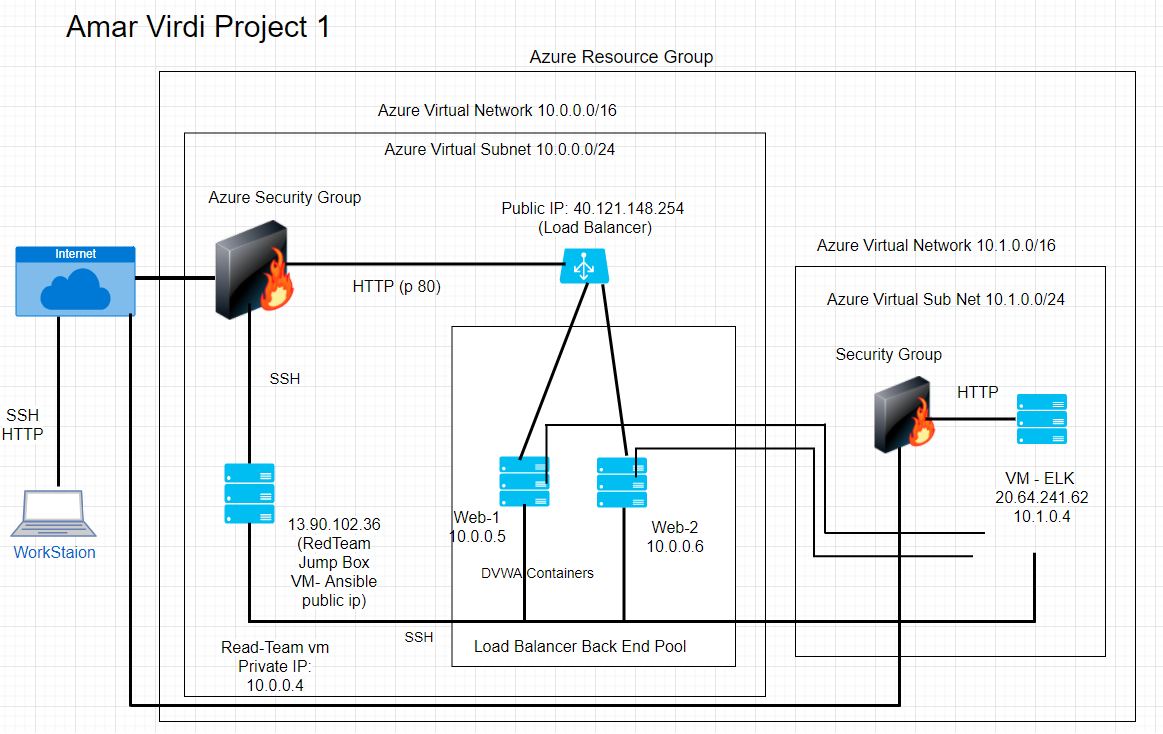 Amar Virdi Project 1
Azure Resource Group
Azure Virtual Network 10.0.0.0/16
Azure Virtual Subnet 10.0.0.0/24
Azure Security Group
Public IP: 40.121.148.254
(Load Balancer)
Internet
HTTP (p 80)
Azure Virtual Network 10.1.0.0/16
Azure Virtual Sub Net 10.1.0.0/24
Security Group
HTTP
SSH
SSH
HTTP
VM - ELK
20.64.241.62
10.1.0.4
WorkStaion
13.90.102.36
(RedTeam
Jump Box
VM- Ansible
public ip)
Web-1
10.0.0.5
Web-2
10.0.0.6
DVWA Containers
SSH
Load Balancer Back End Pool
Read-Team vm
Private IP:
10.0.0.4